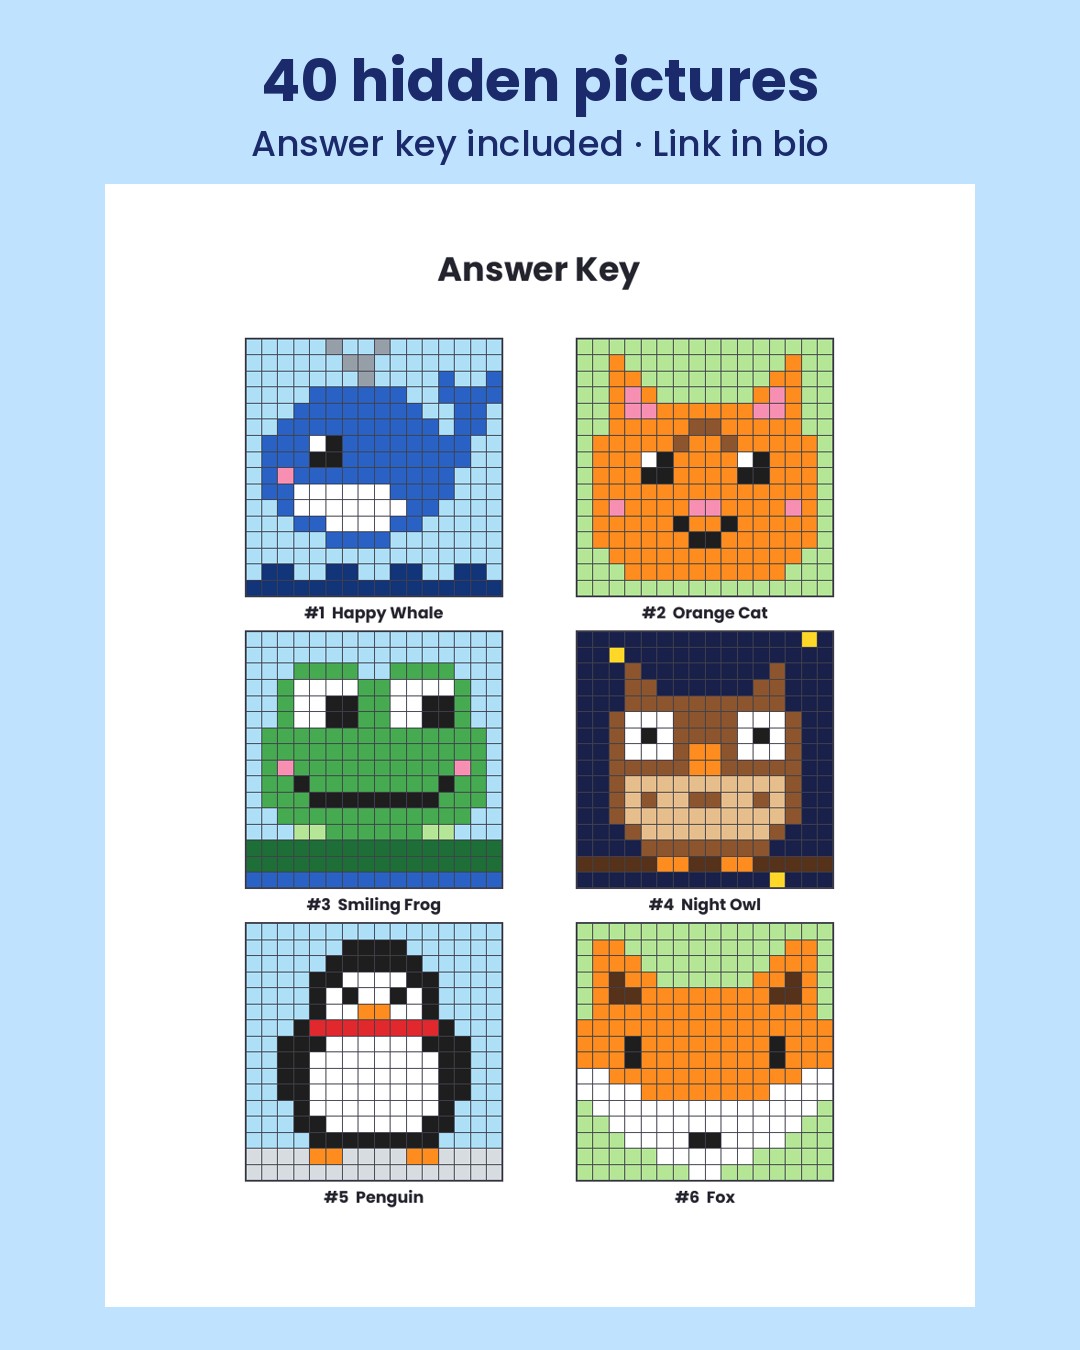 40 hidden pictures
Answer key included · Link in bio
Answer Key
#1 Happy Whale
#2 Orange Cat
#3 Smiling Frog
#4 Night Owl
#5 Penguin
#6 Fox